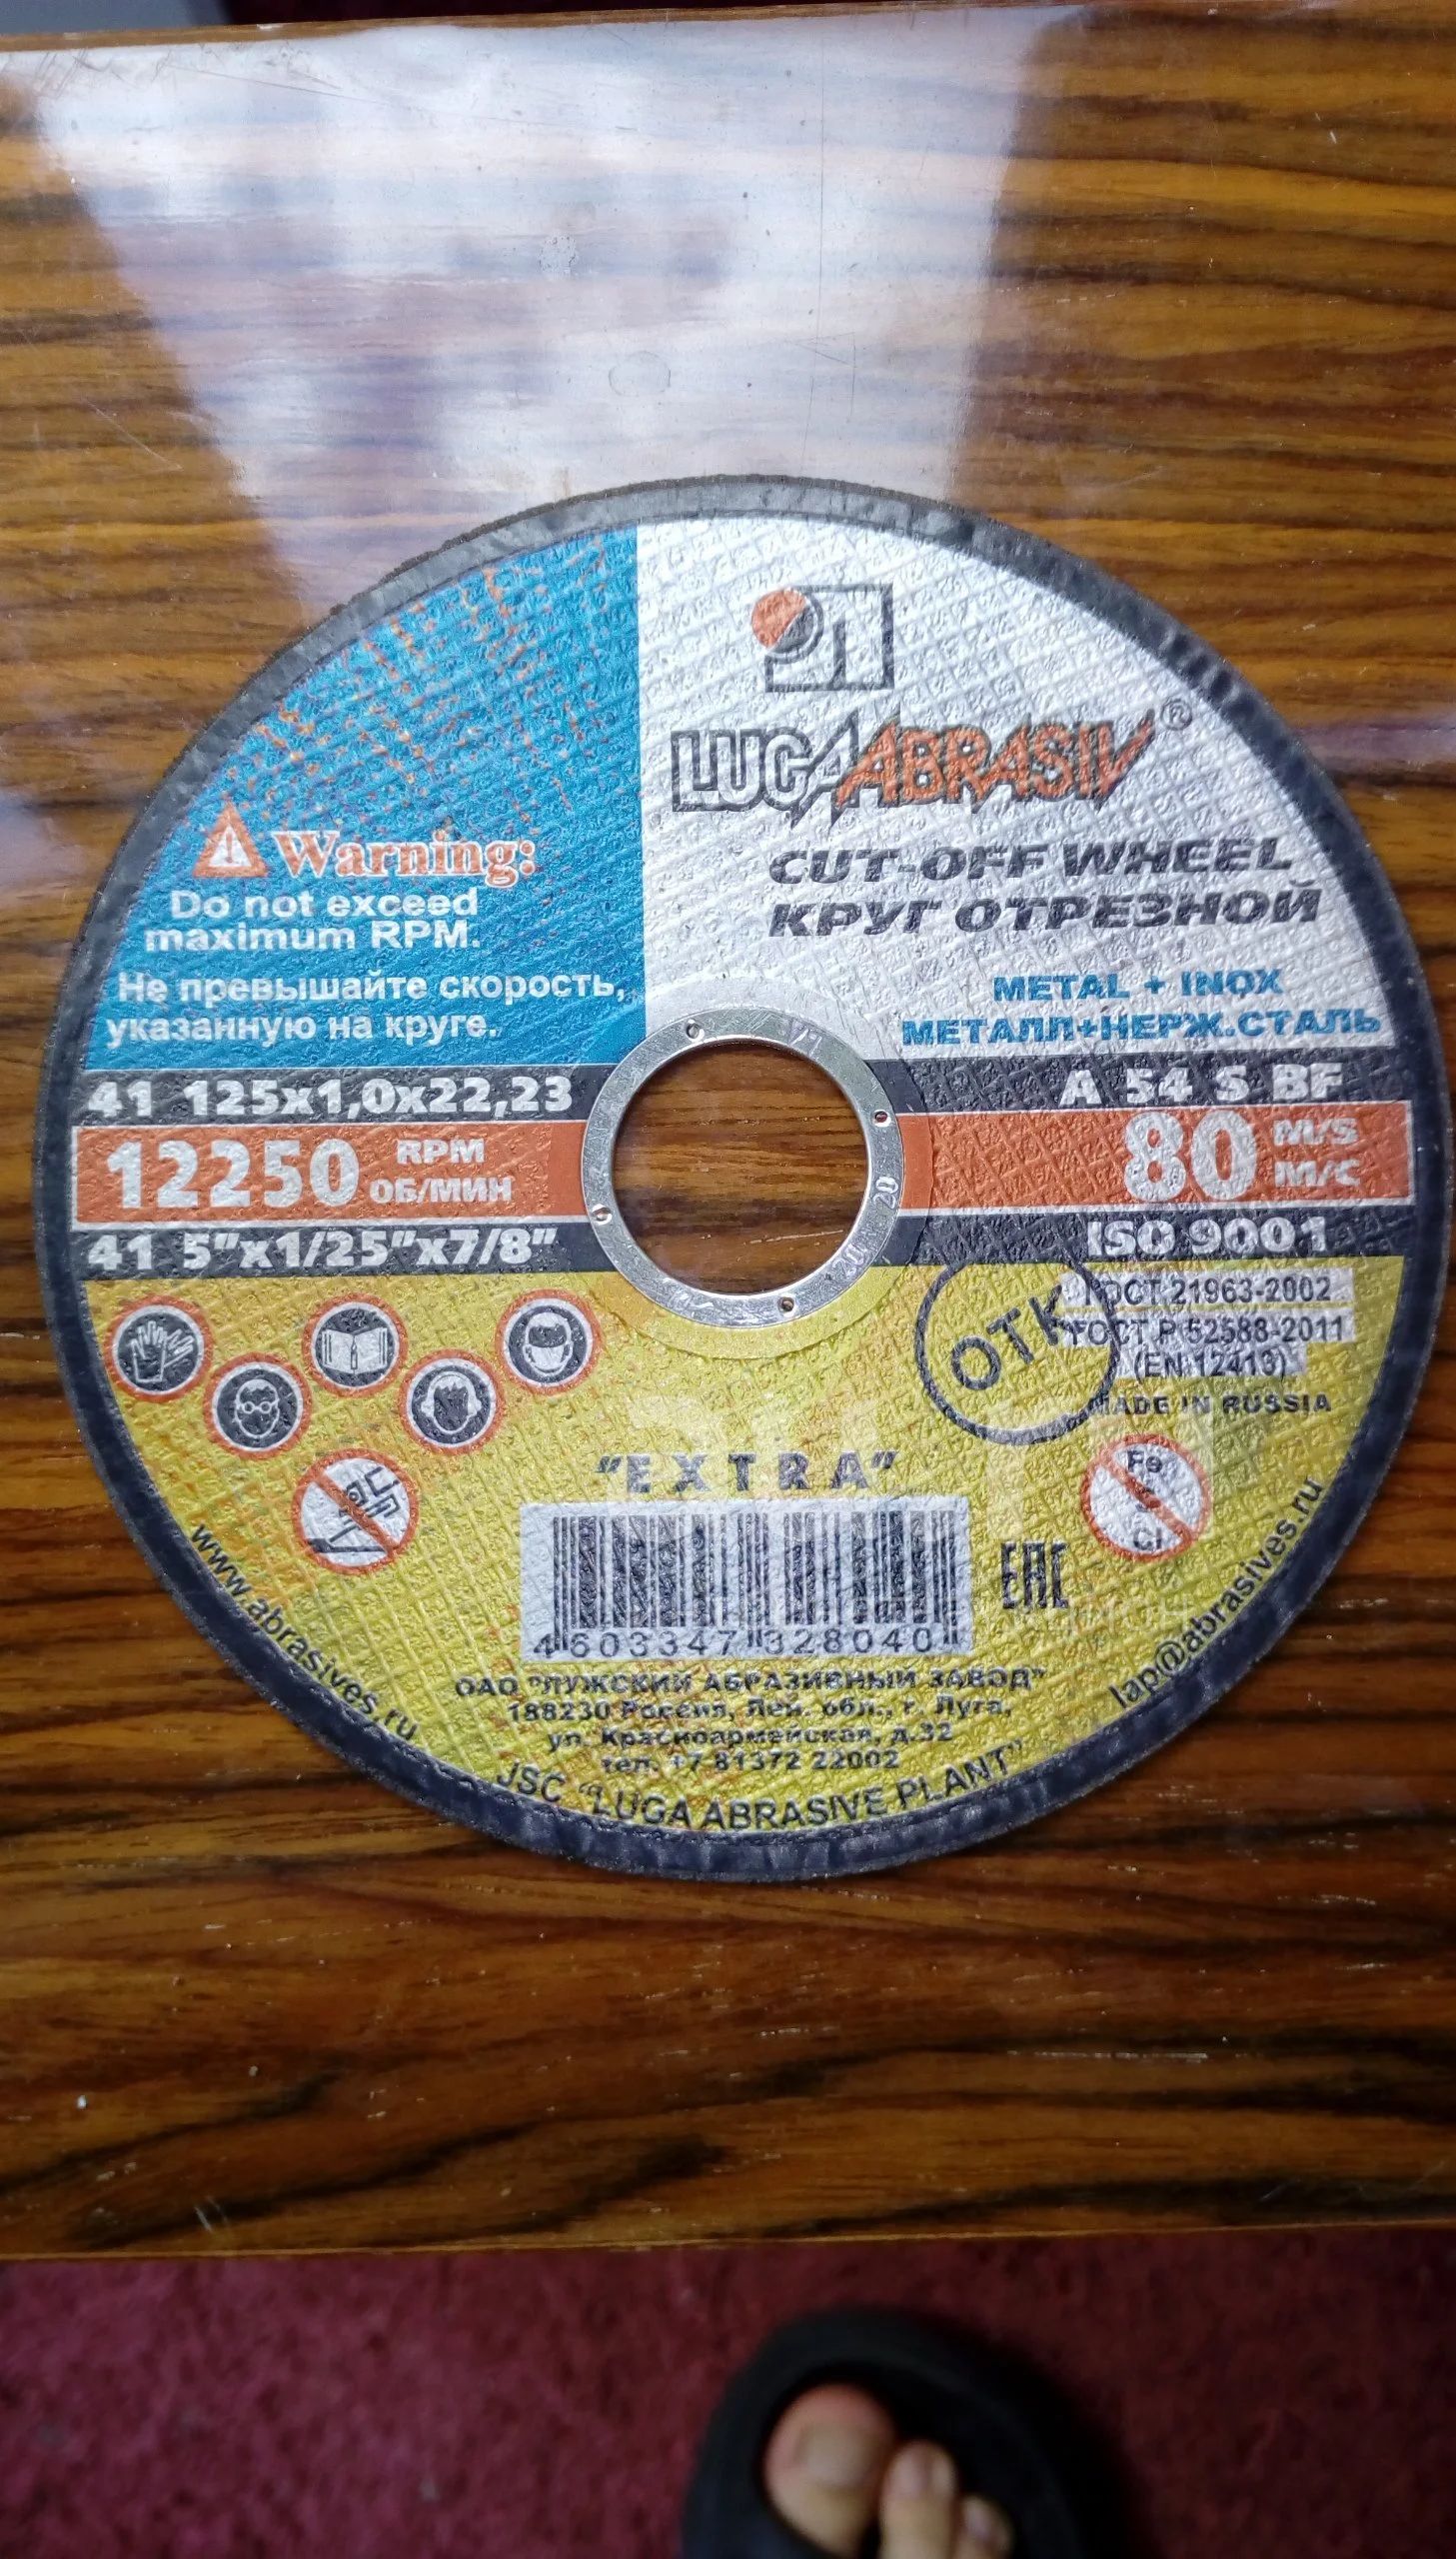 LUGAABRASIV®
CUT-OFF WHEEL
КРУГ ОТРЕЗНОЙ
METAL + INOX
МЕТАЛЛ+НЕРЖ.СТАЛЬ
Warning:
Do not exceed
maximum RPM.
Не превышайте скорость,
указанную на круге.
41 125x1,0x22,23
12250 RPM
ОБ/МИН
41 5"x1/25"x7/8"
A 54 S BF
80 M/S
М/С
ISO 9001
ГОСТ 21963-2002
ГОСТ Р 52588-2011
(EN 12413)
MADE IN RUSSIA
ОТК
"EXTRA"
Fe
S
Cl
4 603347 328040
EAC
www.abrasives.ru
lap@abrasives.ru
ОАО "ЛУЖСКИЙ АБРАЗИВНЫЙ ЗАВОД"
188230 Россия, Лен. обл., г. Луга,
ул. Красноармейская, д.32
тел. +7 81372 22002
JSC "LUGA ABRASIVE PLANT"
20